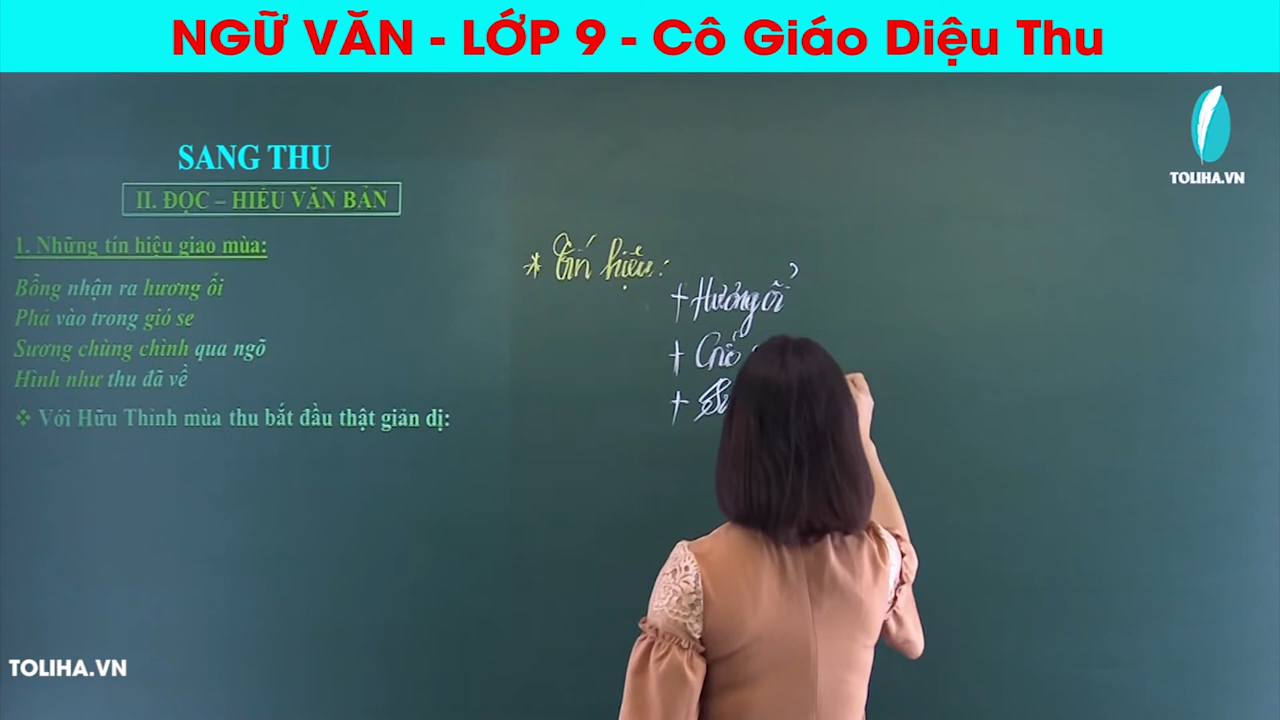 NGỮ VĂN - LỚP 9 - Cô Giáo Diệu Thu
TOLIHA.VN
SANG THU
II. ĐỌC – HIỂU VĂN BẢN
1. Những tín hiệu giao mùa:
Bỗng nhận ra hương ổi
Phả vào trong gió se
Sương chùng chình qua ngõ
Hình như thu đã về
❖ Với Hữu Thỉnh mùa thu bắt đầu thật giản dị:
* Tín hiệu:
+ Hương ổi
+ Gió
+
TOLIHA.VN